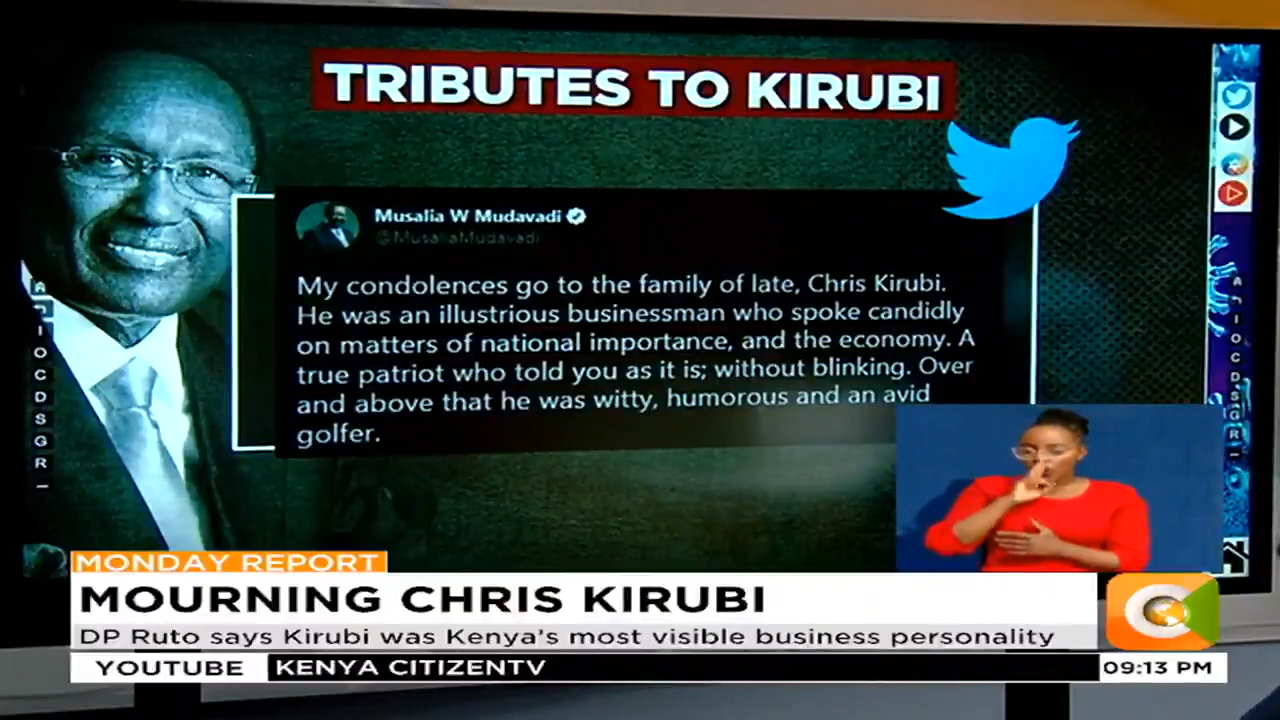 TRIBUTES TO KIRUBI
Musalia W Mudavadi
@MusaliaMudavadi
My condolences go to the family of late, Chris Kirubi.
He was an illustrious businessman who spoke candidly
on matters of national importance, and the economy. A
true patriot who told you as it is; without blinking. Over
and above that he was witty, humorous and an avid
golfer.
MONDAY REPORT
MOURNING CHRIS KIRUBI
DP Ruto says Kirubi was Kenya's most visible business personality
YOUTUBE KENYA CITIZENTV
09:13 PM